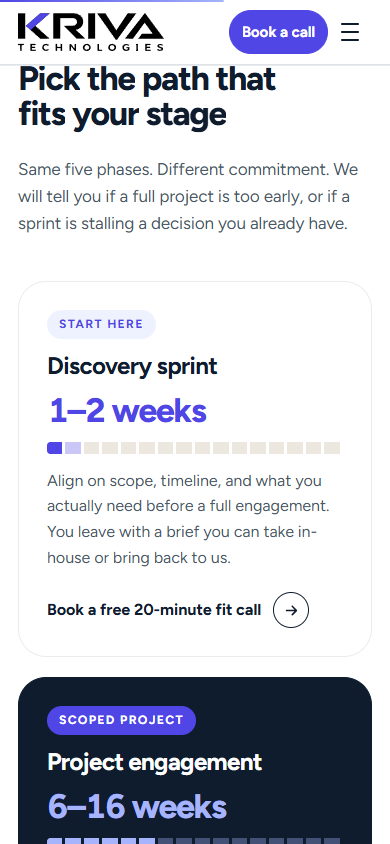 KRIVA
TECHNOLOGIES
Book a call
Pick the path that
fits your stage
Same five phases. Different commitment. We
will tell you if a full project is too early, or if a
sprint is stalling a decision you already have.
START HERE
Discovery sprint
1–2 weeks
Align on scope, timeline, and what you
actually need before a full engagement.
You leave with a brief you can take in-
house or bring back to us.
Book a free 20-minute fit call
SCOPED PROJECT
Project engagement
6–16 weeks